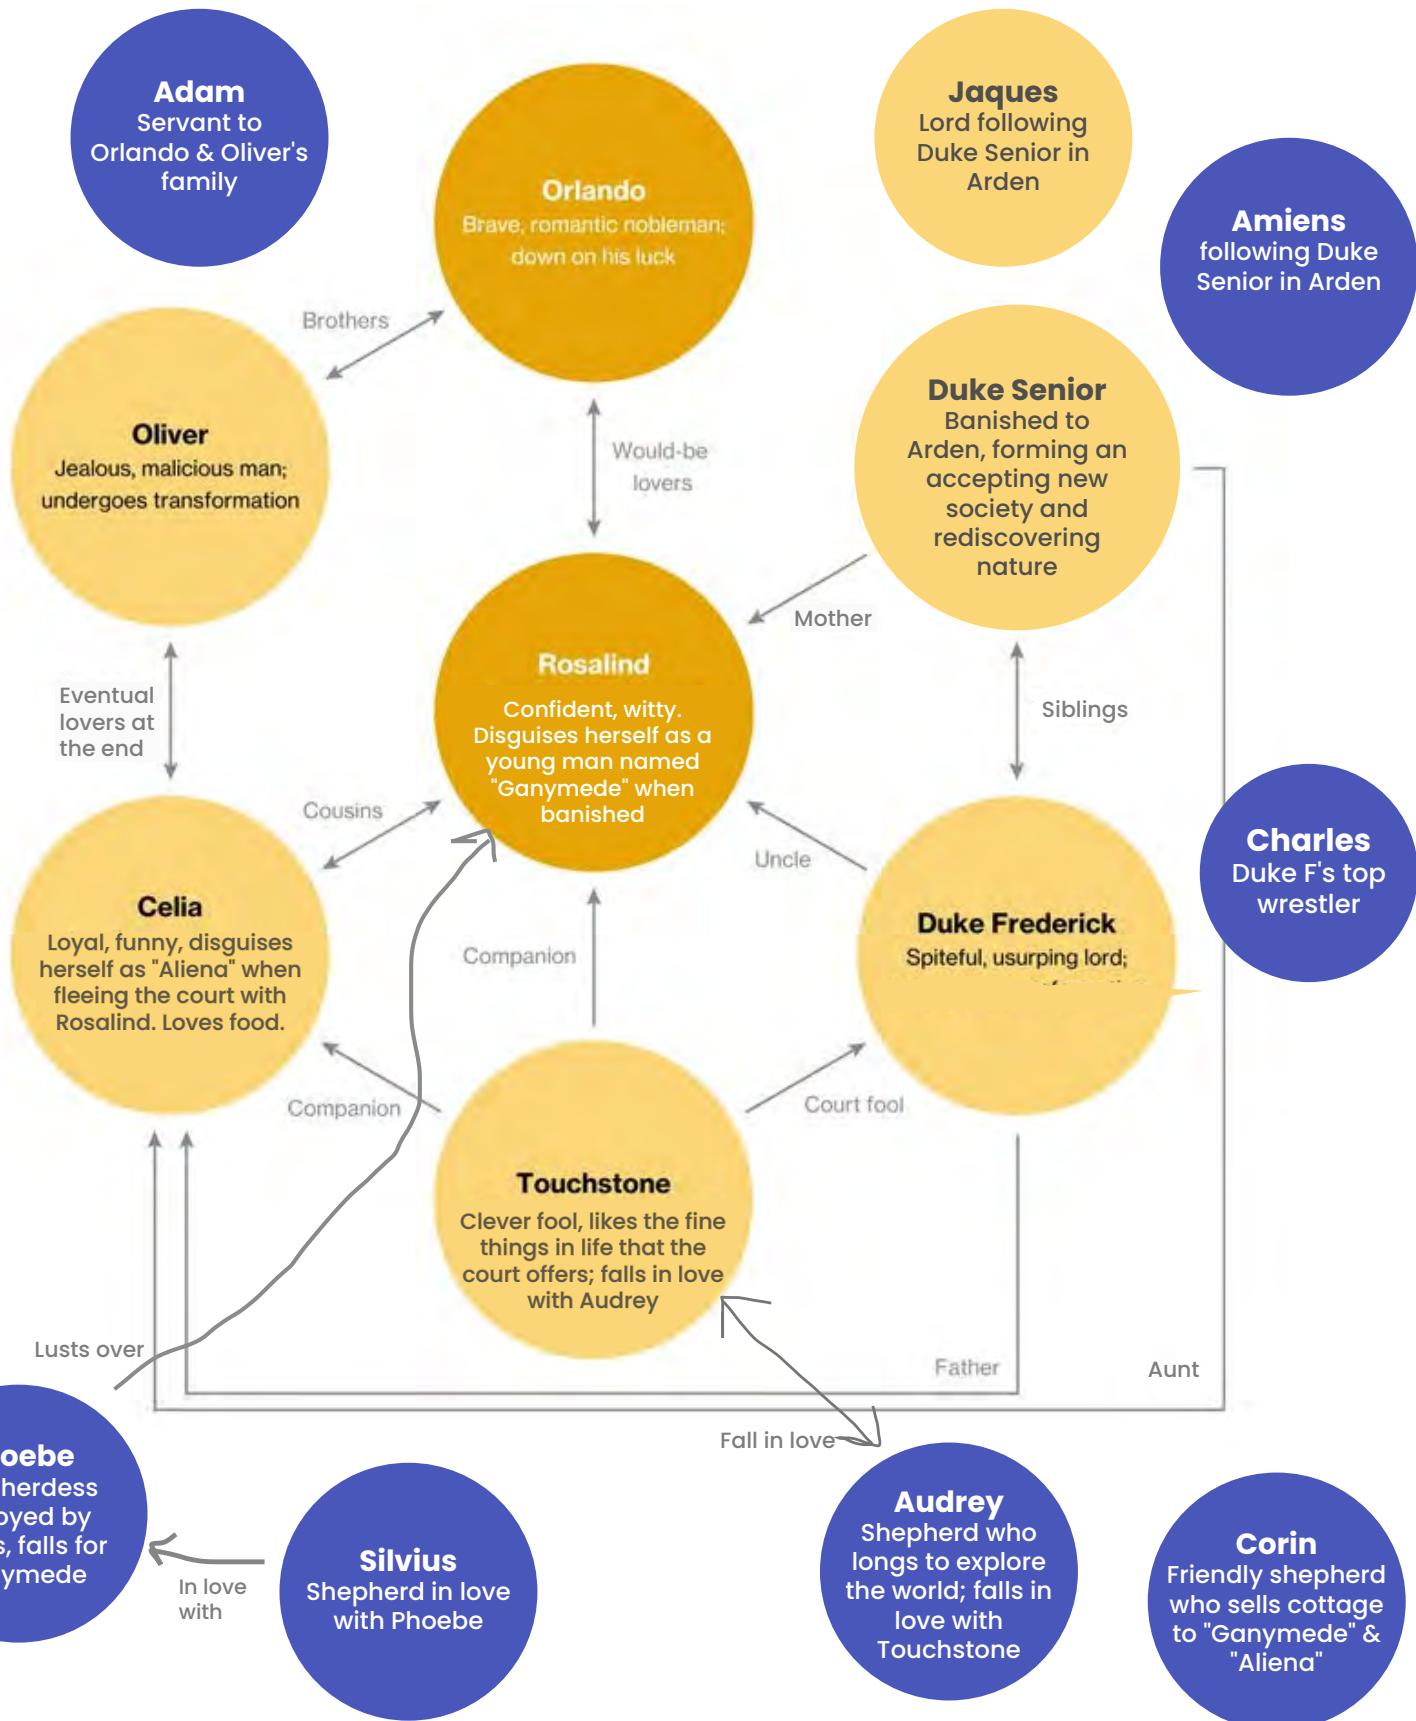 Adam
Servant to
Orlando & Oliver's
family
Orlando
Brave, romantic nobleman;
down on his luck
Jaques
Lord following
Duke Senior in
Arden
Amiens
following Duke
Senior in Arden
Brothers
Oliver
Jealous, malicious man;
undergoes transformation
Would-be
lovers
Duke Senior
Banished to
Arden, forming an
accepting new
society and
rediscovering
nature
Mother
Rosalind
Confident, witty.
Disguises herself as a
young man named
"Ganymede" when
banished
Eventual
lovers at
the end
Siblings
Cousins
Uncle
Charles
Duke F's top
wrestler
Celia
Loyal, funny, disguises
herself as "Aliena" when
fleeing the court with
Rosalind. Loves food.
Companion
Duke Frederick
Spiteful, usurping lord;
Companion
Court fool
Touchstone
Clever fool, likes the fine
things in life that the
court offers; falls in love
with Audrey
Lusts over
Father
Aunt
Fall in love
oebe
herdess
oyed by
s, falls for
ymede
In love
with
Silvius
Shepherd in love
with Phoebe
Audrey
Shepherd who
longs to explore
the world; falls in
love with
Touchstone
Corin
Friendly shepherd
who sells cottage
to "Ganymede" &
"Aliena"